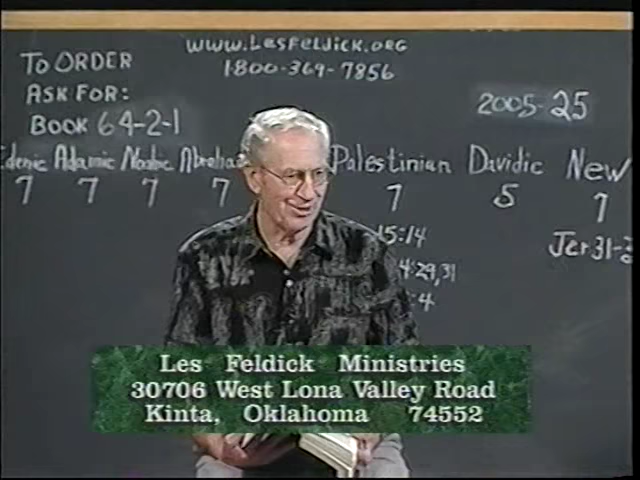 www.LesFeldick.org
1800-369-7856
To ORDER
ASK FOR:
BOOK 64-2-1
2005-25
Edenic Adamic Noahic Abraha Palestinian Davidic New
7 7 7 7 7 5 7
15:14
4:29,31
:4
Jer 31-3
Les Feldick Ministries
30706 West Lona Valley Road
Kinta, Oklahoma 74552